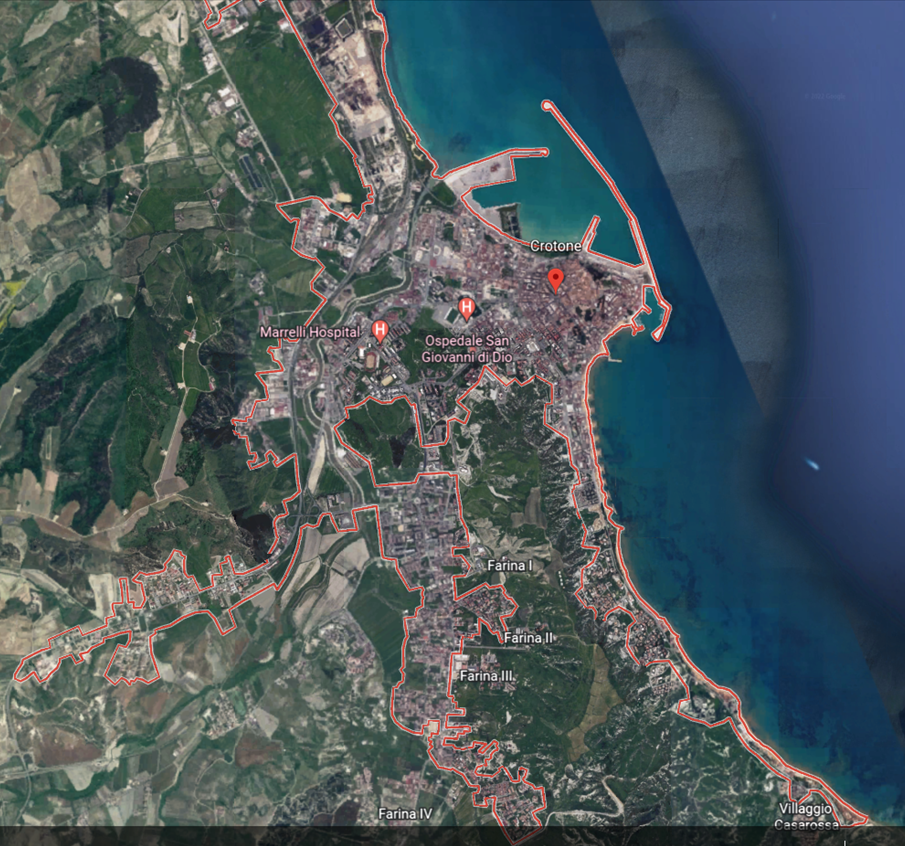 Crotone
H
Marrelli Hospital
H
Ospedale San
Giovanni di Dio
Farina I
Farina II
Farina III
Farina IV
Villaggio
Casarossa